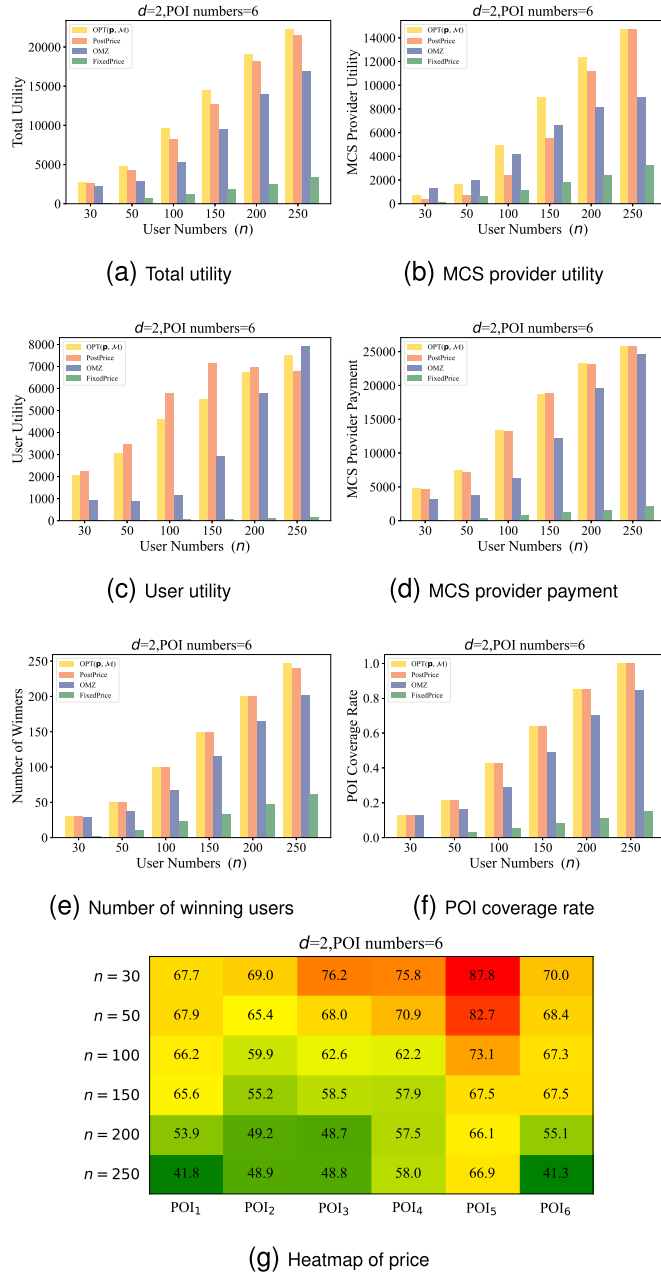 d=2,POI numbers=6
d=2,POI numbers=6
Total Utility
20000
15000
10000
5000
0
OPT(p, M)
PostPrice
OMZ
FixedPrice
30 50 100 150 200 250
User Numbers (n)
(a) Total utility
MCS Provider Utility
14000
12000
10000
8000
6000
4000
2000
0
OPT(p, M)
PostPrice
OMZ
FixedPrice
30 50 100 150 200 250
User Numbers (n)
(b) MCS provider utility
d=2,POI numbers=6
User Utility
8000
7000
6000
5000
4000
3000
2000
1000
0
OPT(p, M)
PostPrice
OMZ
FixedPrice
30 50 100 150 200 250
User Numbers (n)
(c) User utility
d=2,POI numbers=6
MCS Provider Payment
25000
20000
15000
10000
5000
0
OPT(p, M)
PostPrice
OMZ
FixedPrice
30 50 100 150 200 250
User Numbers (n)
(d) MCS provider payment
d=2,POI numbers=6
Number of Winners
250
200
150
100
50
0
OPT(p, M)
PostPrice
OMZ
FixedPrice
30 50 100 150 200 250
User Numbers (n)
(e) Number of winning users
d=2,POI numbers=6
POI Coverage Rate
1.0
0.8
0.6
0.4
0.2
0.0
OPT(p, M)
PostPrice
OMZ
FixedPrice
30 50 100 150 200 250
User Numbers (n)
(f) POI coverage rate
d=2,POI numbers=6
n = 30 67.7 69.0 76.2 75.8 87.8 70.0
n = 50 67.9 65.4 68.0 70.9 82.7 68.4
n = 100 66.2 59.9 62.6 62.2 73.1 67.3
n = 150 65.6 55.2 58.5 57.9 67.5 67.5
n = 200 53.9 49.2 48.7 57.5 66.1 55.1
n = 250 41.8 48.9 48.8 58.0 66.9 41.3
POI₁ POI₂ POI₃ POI₄ POI₅ POI₆
(g) Heatmap of price